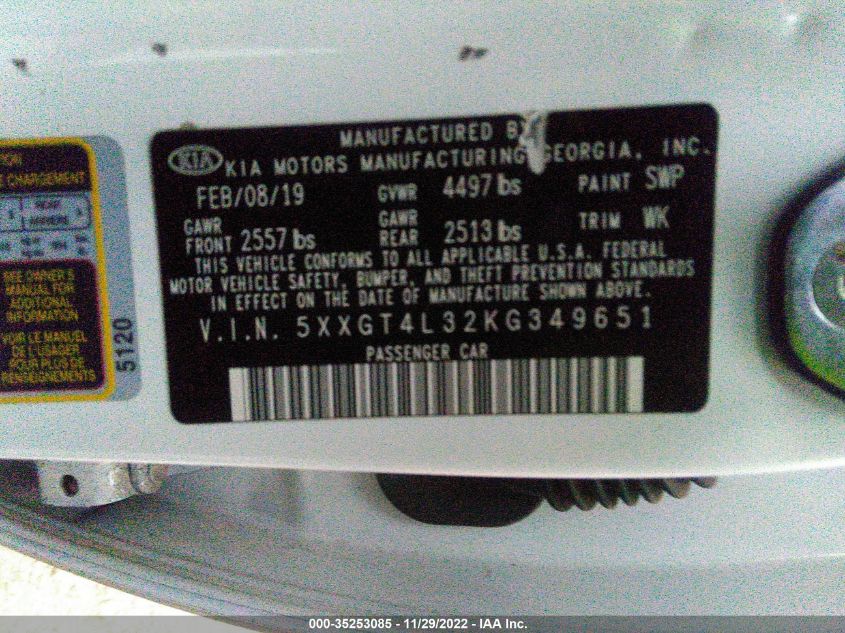 MANUFACTURED BY
KIA
KIA MOTORS MANUFACTURING GEORGIA, INC.
FEB/08/19 GVWR 4497 lbs PAINT SWP
GAWR FRONT 2557 lbs GAWR REAR 2513 lbs TRIM WK
THIS VEHICLE CONFORMS TO ALL APPLICABLE U.S.A. FEDERAL
MOTOR VEHICLE SAFETY, BUMPER, AND THEFT PREVENTION STANDARDS
IN EFFECT ON THE DATE OF MANUFACTURE SHOWN ABOVE.
V.I.N. 5XXGT4L32KG349651
PASSENGER CAR
CHARGEMENT
REAR
ARRIÈRE
SEE OWNER'S
MANUAL FOR
ADDITIONAL
INFORMATION
VOIR LE MANUEL
DE L'USAGER
POUR PLUS DE
RENSEIGNEMENTS
5120
000-35253085 - 11/29/2022 - IAA Inc.